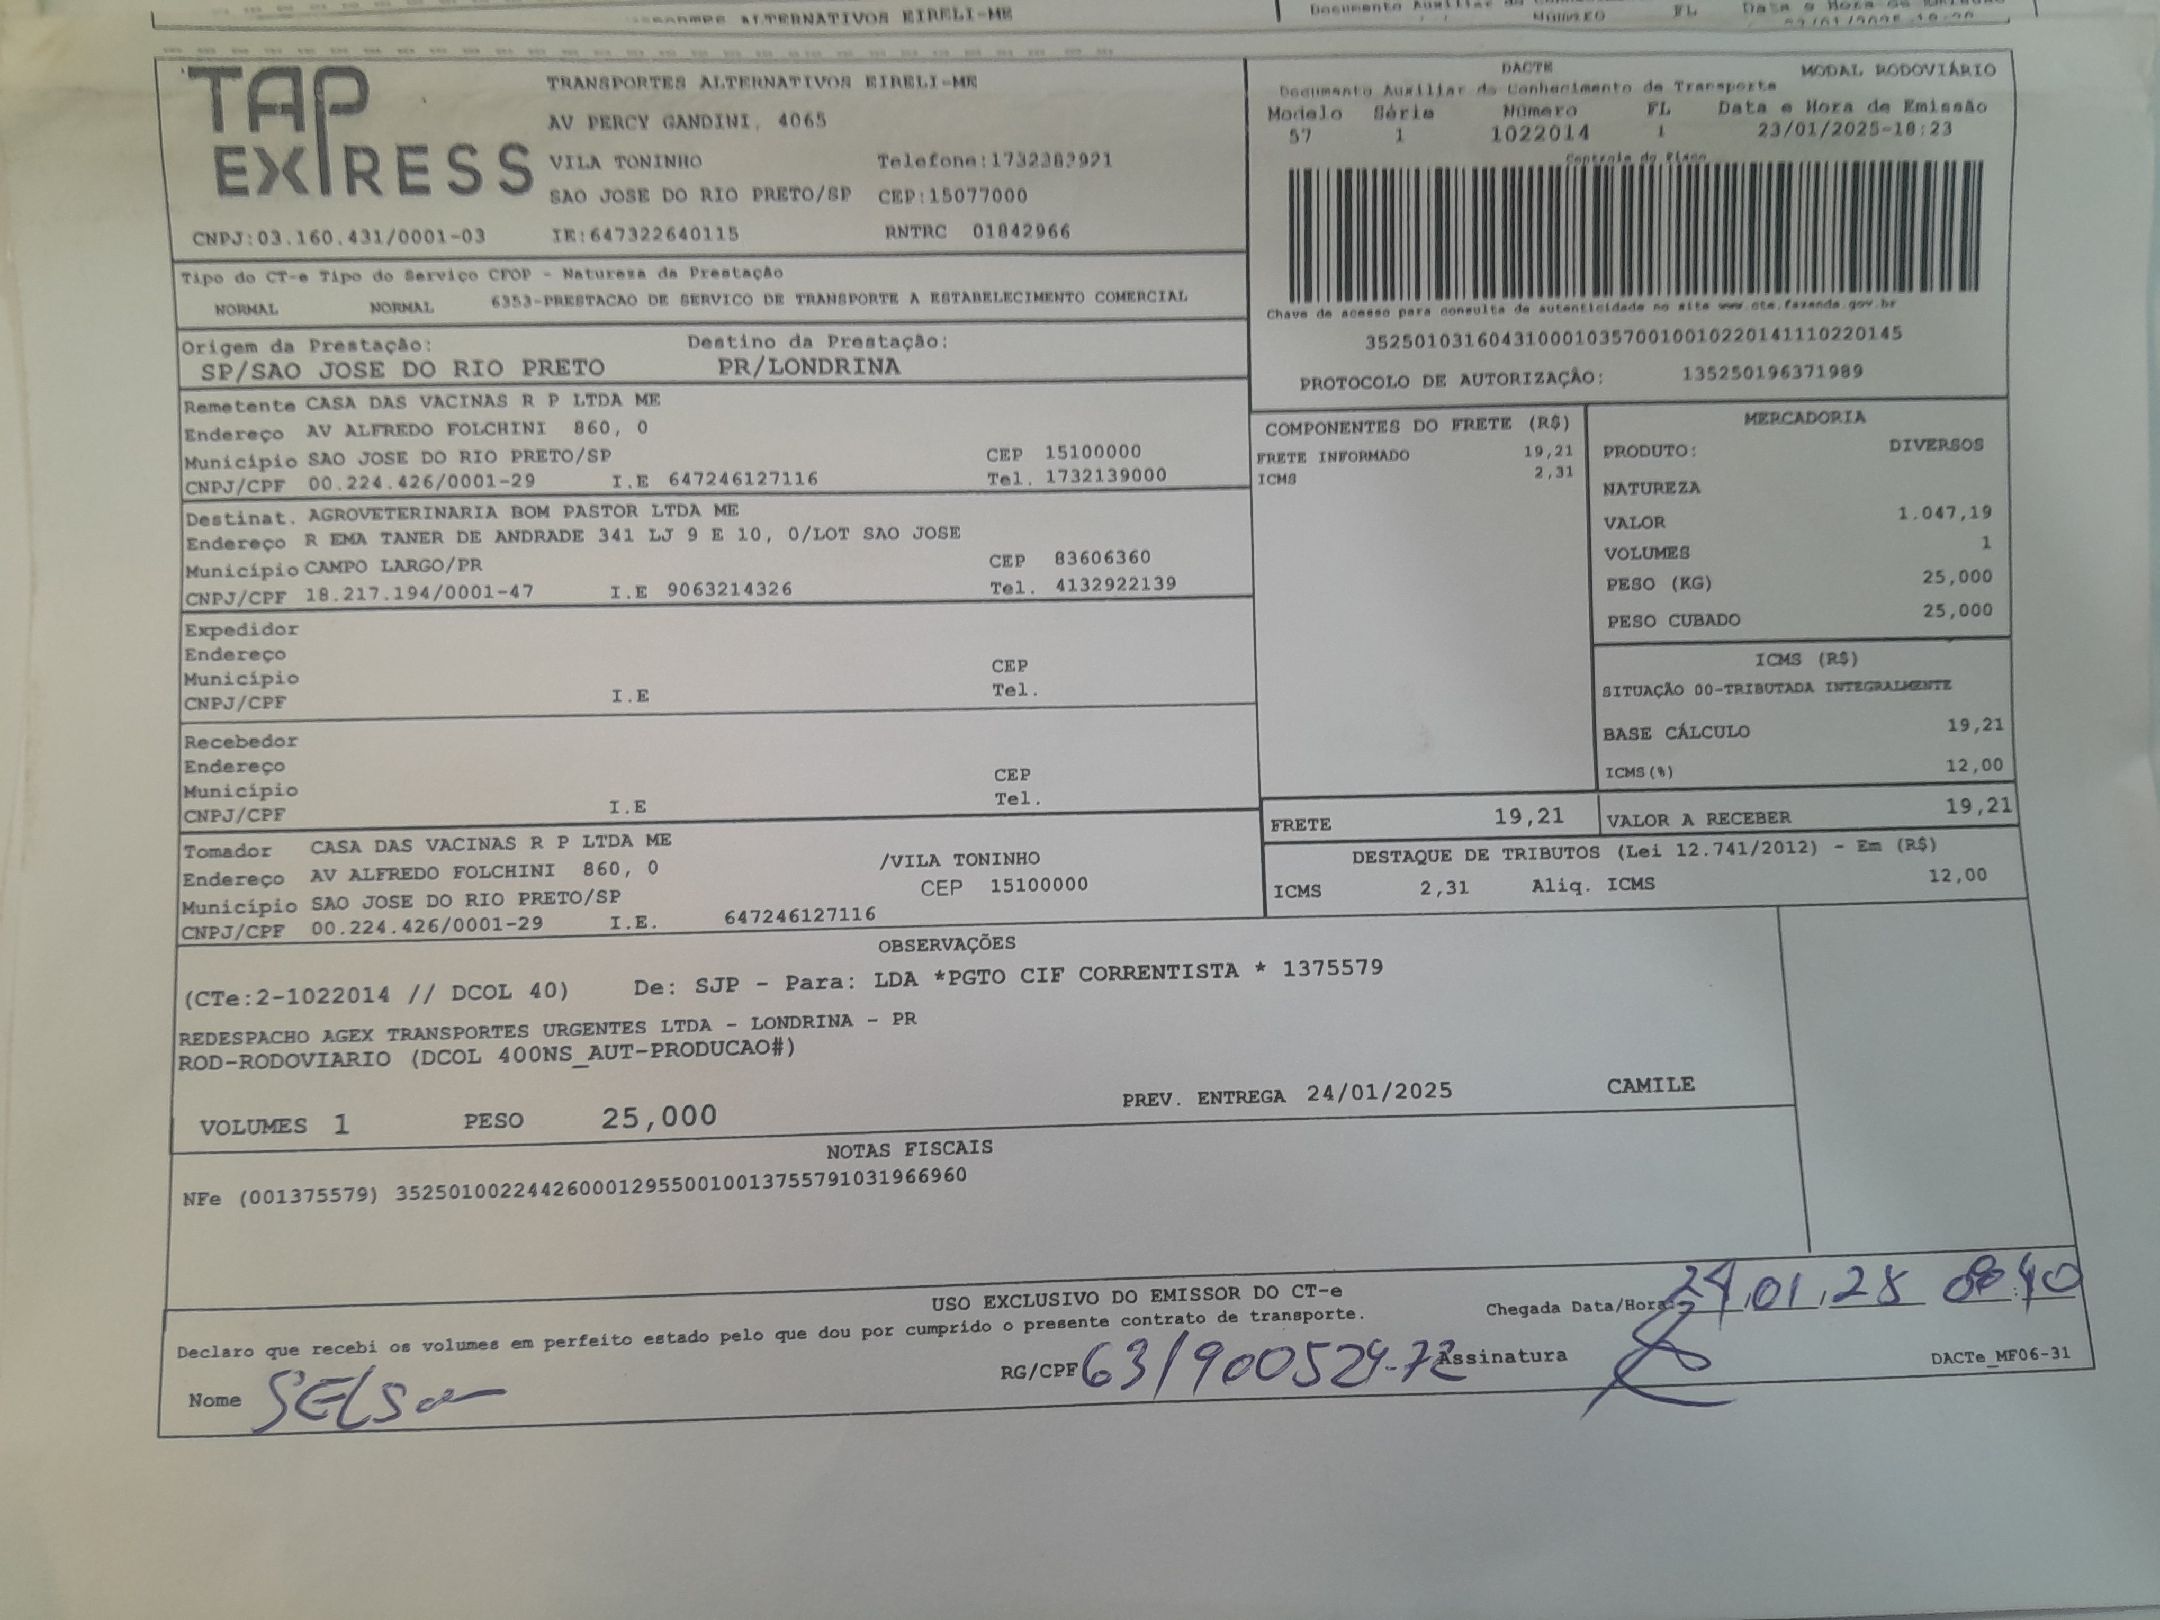 ALTERNATIVOS EIRELI-ME
TAP EXPRESS
TRANSPORTES ALTERNATIVOS EIRELI-ME
AV PERCY GANDINI, 4065
VILA TONINHO Telefone:1732383921
SAO JOSE DO RIO PRETO/SP CEP:15077000
CNPJ:03.160.431/0001-03 IE:647322640115 RNTRC 01842966
DACTE MODAL RODOVIÁRIO
Documento Auxiliar do Conhecimento de Transporte
Modelo Série Número FL Data e Hora de Emissão
57 1 1022014 1 23/01/2025-18:23
Controle do Fisco
Chave de acesso para consulta de autenticidade no site www.cte.fazenda.gov.br
35250103160431000103570010010220141110220145
PROTOCOLO DE AUTORIZAÇÃO: 135250196371989
Tipo do CT-e Tipo do Serviço CFOP - Natureza da Prestação
NORMAL NORMAL 6353-PRESTACAO DE SERVICO DE TRANSPORTE A ESTABELECIMENTO COMERCIAL
Origem da Prestação: Destino da Prestação:
SP/SAO JOSE DO RIO PRETO PR/LONDRINA
Remetente CASA DAS VACINAS R P LTDA ME
Endereço AV ALFREDO FOLCHINI 860, 0
Município SAO JOSE DO RIO PRETO/SP CEP 15100000
CNPJ/CPF 00.224.426/0001-29 I.E 647246127116 Tel. 1732139000
Destinat. AGROVETERINARIA BOM PASTOR LTDA ME
Endereço R EMA TANER DE ANDRADE 341 LJ 9 E 10, 0/LOT SAO JOSE
Município CAMPO LARGO/PR CEP 83606360
CNPJ/CPF 18.217.194/0001-47 I.E 9063214326 Tel. 4132922139
Expedidor
Endereço
Município CEP
CNPJ/CPF I.E Tel.
Recebedor
Endereço
Município CEP
CNPJ/CPF I.E Tel.
Tomador CASA DAS VACINAS R P LTDA ME
Endereço AV ALFREDO FOLCHINI 860, 0 /VILA TONINHO
Município SAO JOSE DO RIO PRETO/SP CEP 15100000
CNPJ/CPF 00.224.426/0001-29 I.E. 647246127116
COMPONENTES DO FRETE (R$)
FRETE INFORMADO 19,21
ICMS 2,31
MERCADORIA
PRODUTO: DIVERSOS
NATUREZA
VALOR 1.047,19
VOLUMES 1
PESO (KG) 25,000
PESO CUBADO 25,000
ICMS (R$)
SITUAÇÃO 00-TRIBUTADA INTEGRALMENTE
BASE CÁLCULO 19,21
ICMS(%) 12,00
FRETE 19,21 VALOR A RECEBER 19,21
DESTAQUE DE TRIBUTOS (Lei 12.741/2012) - Em (R$)
ICMS 2,31 Aliq. ICMS 12,00
OBSERVAÇÕES
(CTe:2-1022014 // DCOL 40) De: SJP - Para: LDA *PGTO CIF CORRENTISTA * 1375579
REDESPACHO AGEX TRANSPORTES URGENTES LTDA - LONDRINA - PR
ROD-RODOVIARIO (DCOL 400NS_AUT-PRODUCAO#)
VOLUMES 1 PESO 25,000 PREV. ENTREGA 24/01/2025 CAMILE
NOTAS FISCAIS
NFe (001375579) 35250100224426000129550010013755791031966960
USO EXCLUSIVO DO EMISSOR DO CT-e
Declaro que recebi os volumes em perfeito estado pelo que dou por cumprido o presente contrato de transporte.
Chegada Data/Hora: 24,01,25
Nome RG/CPF 63190052972 Assinatura DACTe_MF06-31